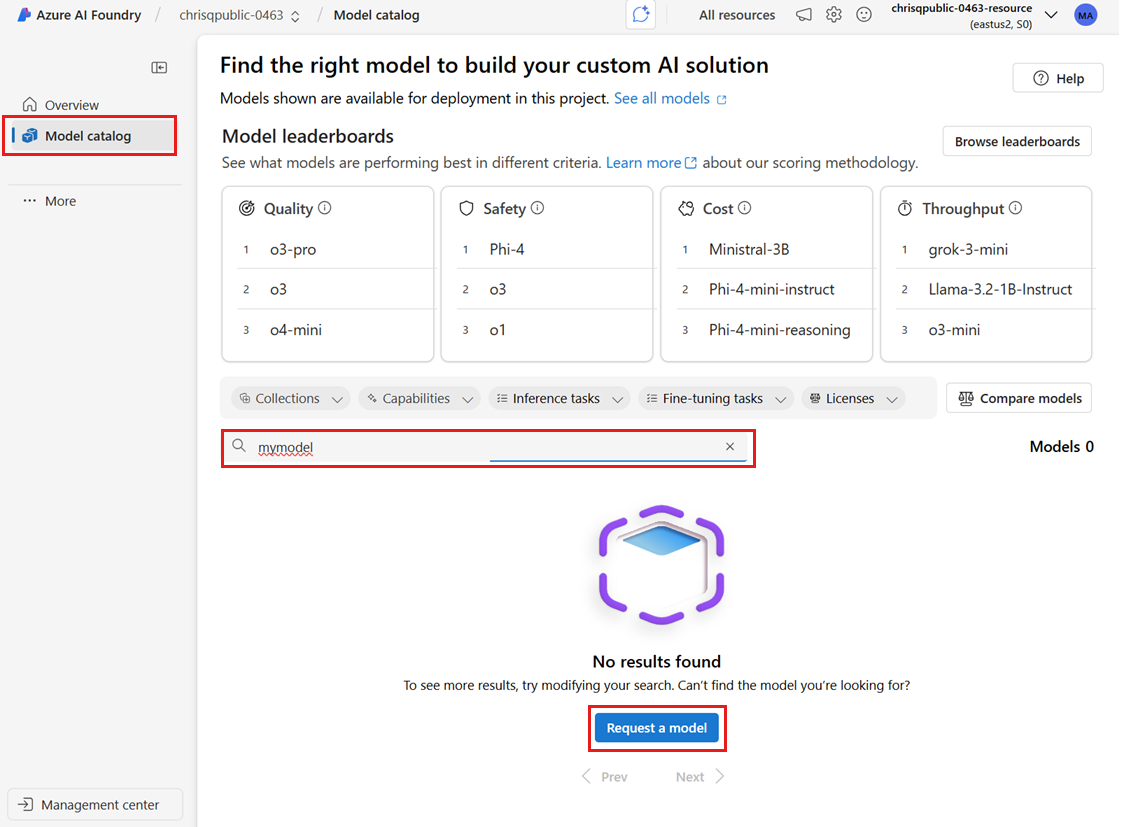 Azure AI Foundry / chrisqpublic-0463 / Model catalog
All resources
chrisqpublic-0463-resource
(eastus2, S0)
MA
Overview
Model catalog
More
Management center
Find the right model to build your custom AI solution
Help
Models shown are available for deployment in this project. See all models
Model leaderboards
Browse leaderboards
See what models are performing best in different criteria. Learn more about our scoring methodology.
Quality
1 o3-pro
2 o3
3 o4-mini
Safety
1 Phi-4
2 o3
3 o1
Cost
1 Ministral-3B
2 Phi-4-mini-instruct
3 Phi-4-mini-reasoning
Throughput
1 grok-3-mini
2 Llama-3.2-1B-Instruct
3 o3-mini
Collections Capabilities Inference tasks Fine-tuning tasks Licenses Compare models
mymodel
Models 0
No results found
To see more results, try modifying your search. Can't find the model you're looking for?
Request a model
Prev Next